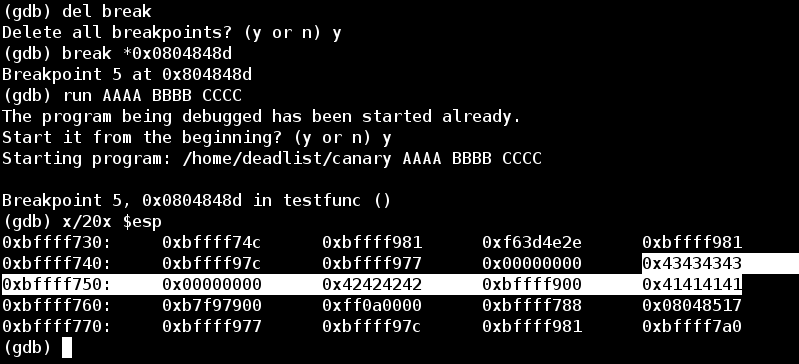 (gdb) del break
Delete all breakpoints? (y or n) y
(gdb) break *0x0804848d
Breakpoint 5 at 0x804848d
(gdb) run AAAA BBBB CCCC
The program being debugged has been started already.
Start it from the beginning? (y or n) y
Starting program: /home/deadlist/canary AAAA BBBB CCCC
Breakpoint 5, 0x0804848d in testfunc ()
(gdb) x/20x $esp
0xbffff730: 0xbffff74c 0xbffff981 0xf63d4e2e 0xbffff981
0xbffff740: 0xbffff97c 0xbffff977 0x00000000 0x43434343
0xbffff750: 0x00000000 0x42424242 0xbffff900 0x41414141
0xbffff760: 0xb7f97900 0xff0a0000 0xbffff788 0x08048517
0xbffff770: 0xbffff977 0xbffff97c 0xbffff981 0xbffff7a0
(gdb)